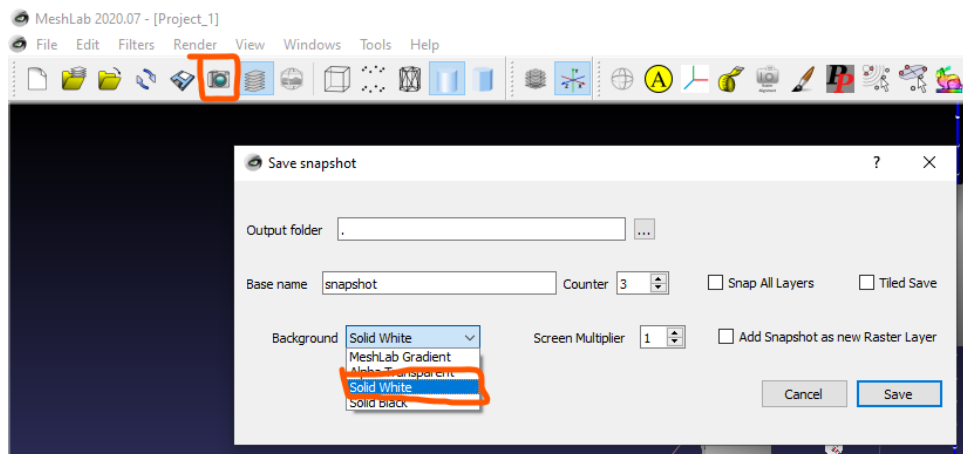 MeshLab 2020.07 - [Project_1]
File Edit Filters Render View Windows Tools Help
A
Save snapshot ? X
Output folder . ...
Base name snapshot Counter 3 Snap All Layers Tiled Save
Background Solid White Screen Multiplier 1 Add Snapshot as new Raster Layer
MeshLab Gradient
Alpha Transparent
Solid White
Solid Black
Cancel Save